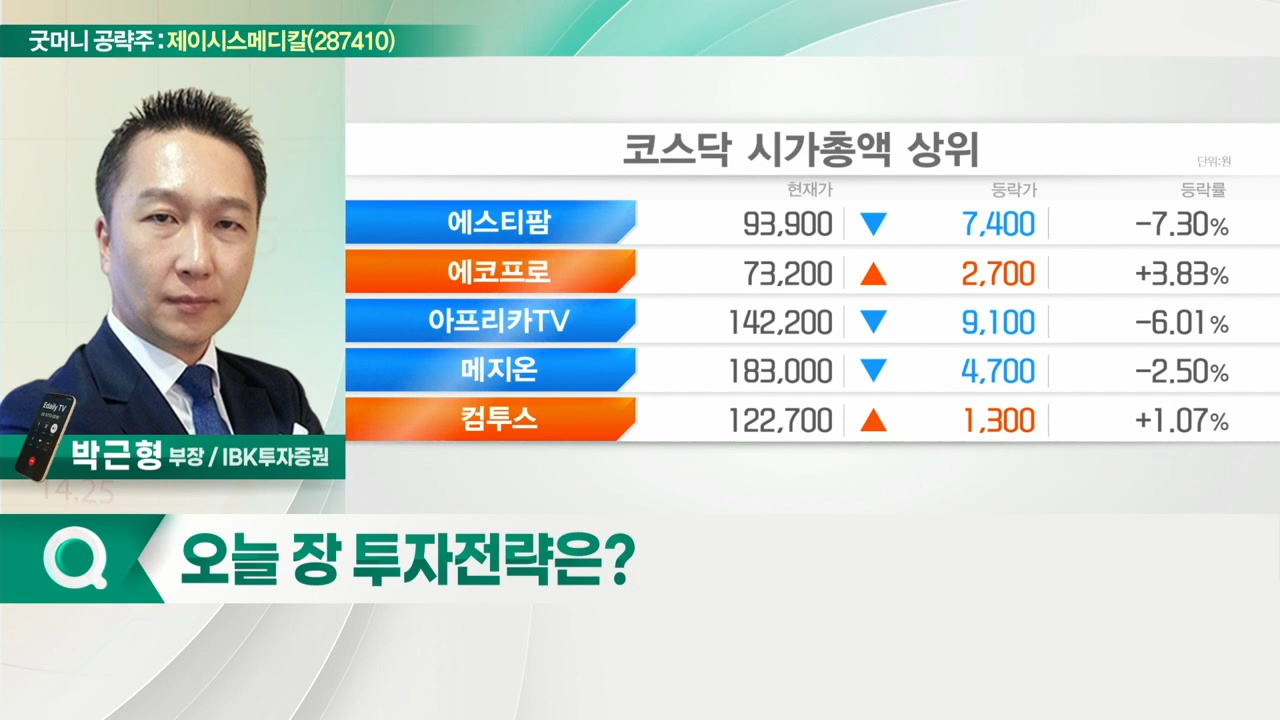 굿머니 공략주 : 제이시스메디칼(287410)
코스닥 시가총액 상위
단위:원
현재가 등락가 등락률
에스티팜 93,900 ▼ 7,400 -7.30%
에코프로 73,200 ▲ 2,700 +3.83%
아프리카TV 142,200 ▼ 9,100 -6.01%
메지온 183,000 ▼ 4,700 -2.50%
컴투스 122,700 ▲ 1,300 +1.07%
Edaily TV
박근형 부장 / IBK투자증권
14.25
오늘 장 투자전략은?